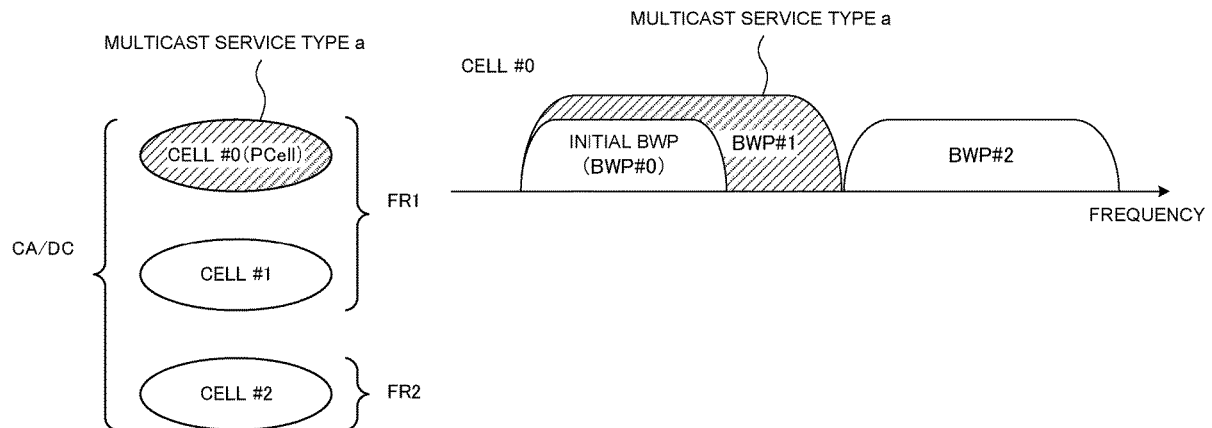 MULTICAST SERVICE TYPE a
CELL #0(PCell)
CELL #1
CELL #2
CA/DC
FR1
FR2
MULTICAST SERVICE TYPE a
CELL #0
INITIAL BWP
(BWP#0)
BWP#1
BWP#2
FREQUENCY